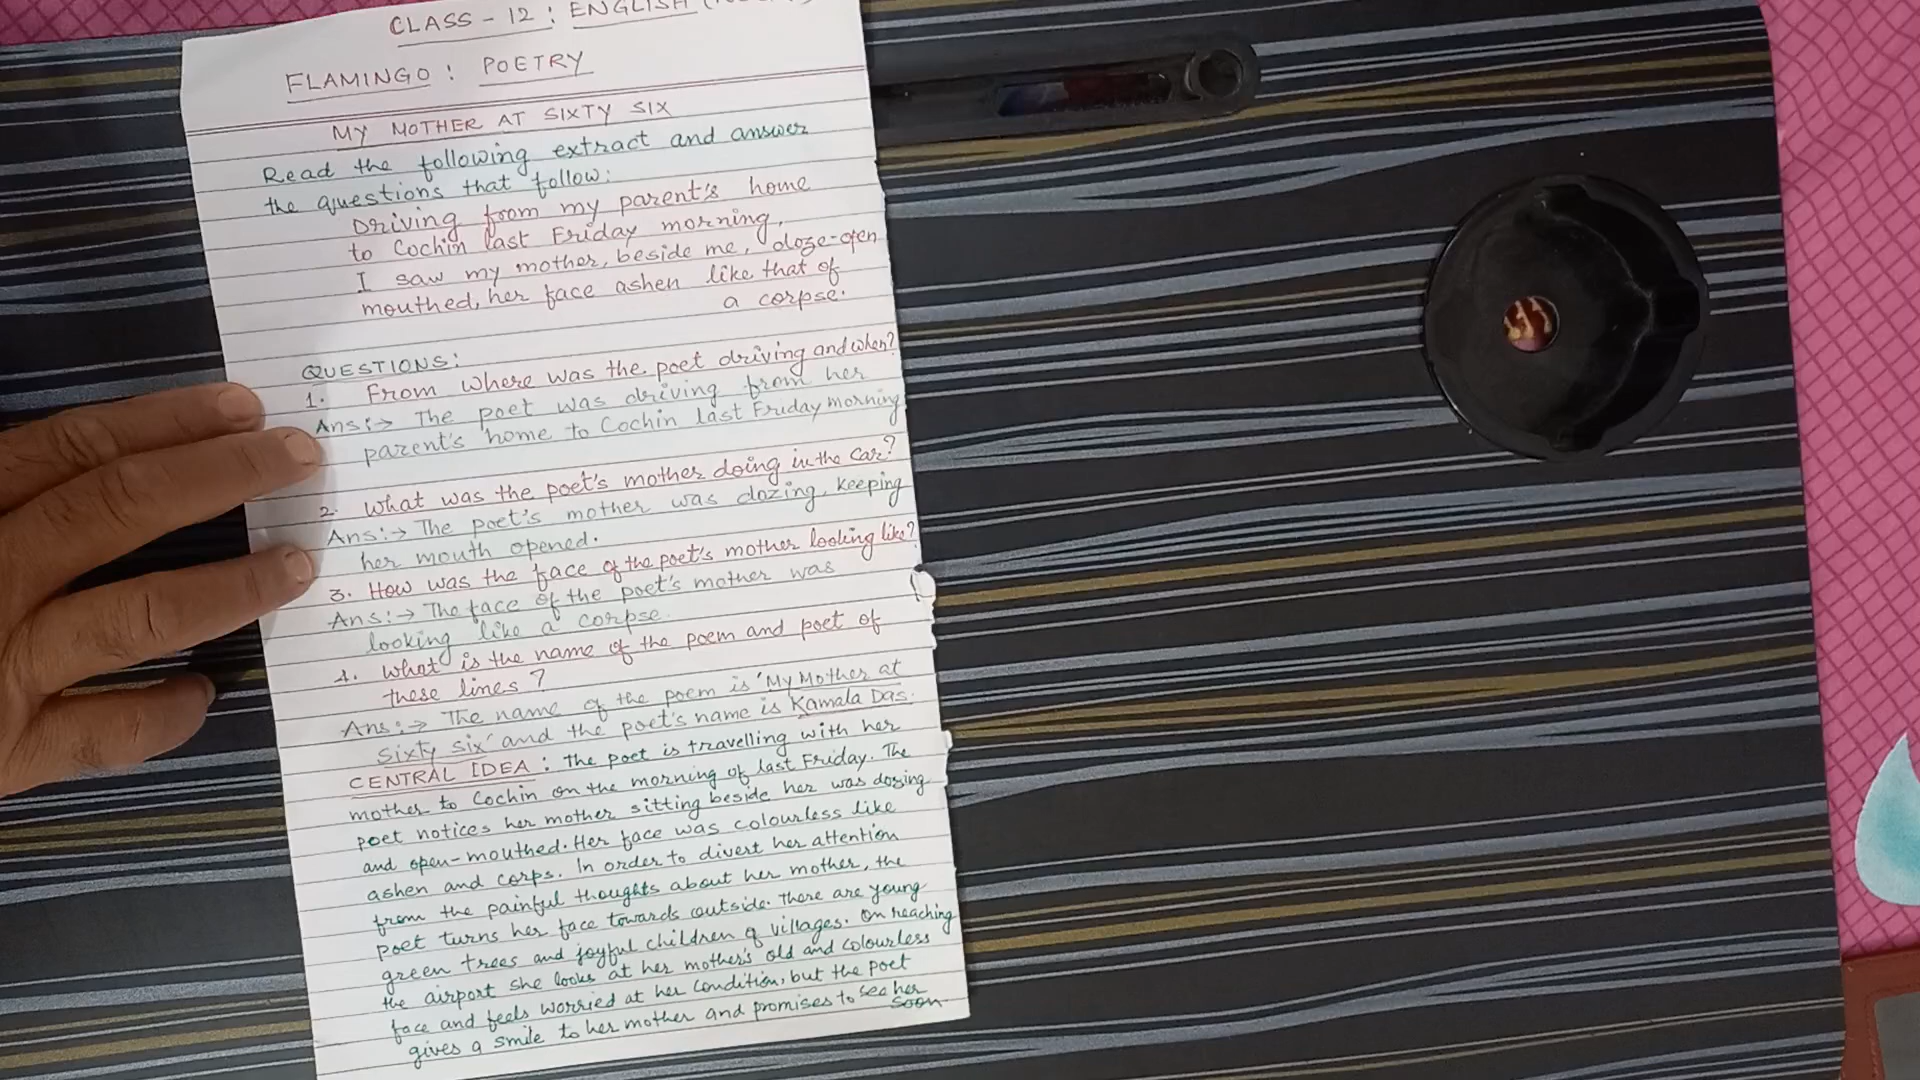 CLASS - 12 : ENGLISH
FLAMINGO : POETRY
MY MOTHER AT SIXTY SIX
Read the following extract and answer
the questions that follow:
Driving from my parent's home
to Cochin last Friday morning,
I saw my mother, beside me, doze-open
mouthed, her face ashen like that of
a corpse.
QUESTIONS:
1. From where was the poet driving and when?
Ans:→ The poet was driving from her
parent's home to Cochin last Friday morning
2. What was the poet's mother doing in the car?
Ans:→ The poet's mother was dozing, keeping
her mouth opened.
3. How was the face of the poet's mother looking like?
Ans:→ The face of the poet's mother was
looking like a corpse.
4. What is the name of the poem and poet of
these lines?
Ans:→ The name of the poem is 'My Mother at
Sixty six' and the poet's name is Kamala Das.
CENTRAL IDEA : The poet is travelling with her
mother to Cochin on the morning of last Friday. The
poet notices her mother sitting beside her was dozing
and open-mouthed. Her face was colourless like
ashen and corps. In order to divert her attention
from the painful thoughts about her mother, the
poet turns her face towards outside. There are young
green trees and joyful children of villages. On reaching
the airport she looks at her mother's old and colourless
face and feels worried at her condition, but the poet
gives a smile to her mother and promises to see her
soon